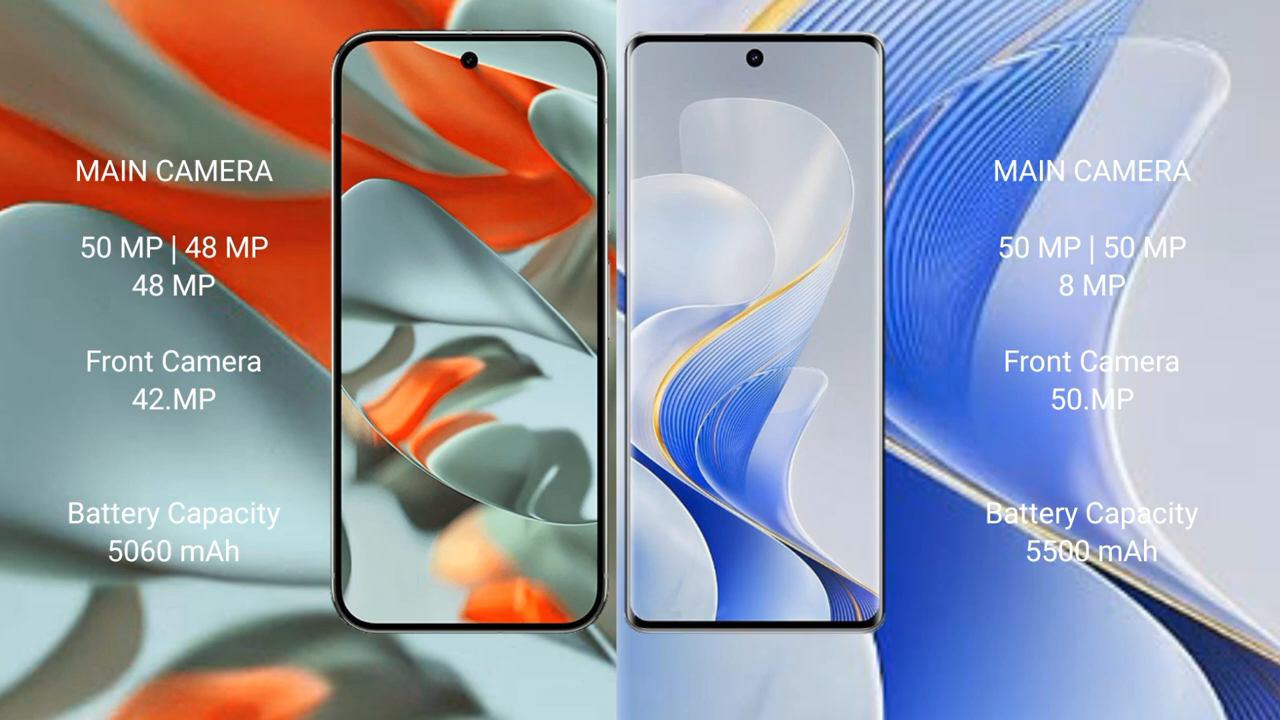 MAIN CAMERA
50 MP | 48 MP
48 MP
Front Camera
42.MP
Battery Capacity
5060 mAh
MAIN CAMERA
50 MP | 50 MP
8 MP
Front Camera
50.MP
Battery Capacity
5500 mAh